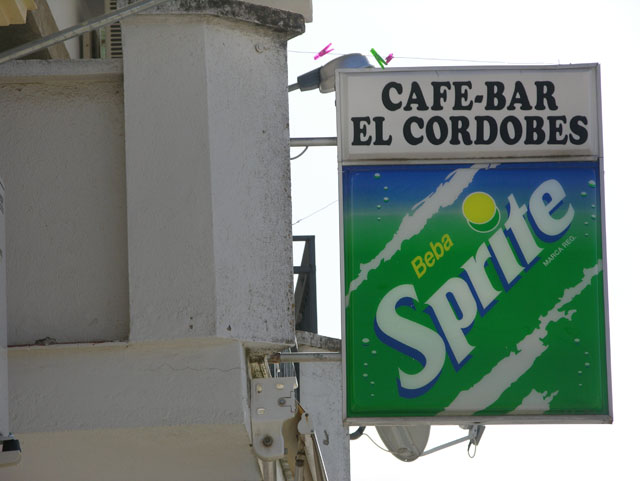 CAFE-BAR
EL CORDOBES
Beba
Sprite
MARCA REG.